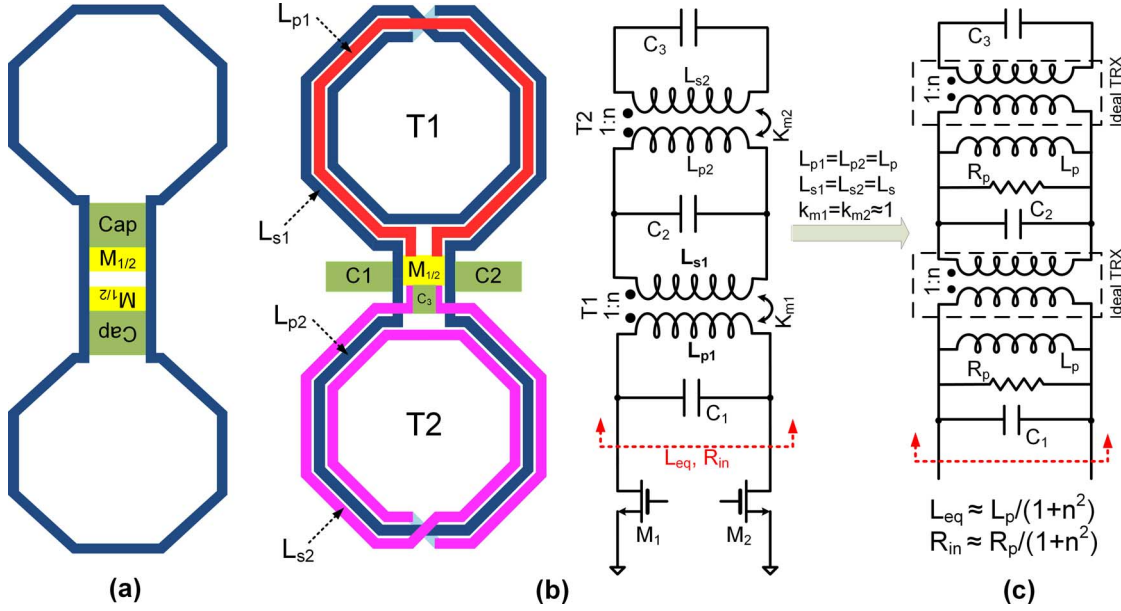 Cap
M1/2
M1/2
Cap
(a)
Lp1
T1
Ls1
C1
M1/2
C2
C3
Lp2
T2
Ls2
(b)
C3
Ls2
T2
1:n
Km2
Lp2
C2
Ls1
T1
1:n
Km1
Lp1
C1
Leq, Rin
M1
M2
Lp1=Lp2=Lp
Ls1=Ls2=Ls
km1=km2≈1
C3
1:n
Ideal TRX
Lp
Rp
C2
1:n
Ideal TRX
Lp
Rp
C1
Leq ≈ Lp/(1+n²)
Rin ≈ Rp/(1+n²)
(c)